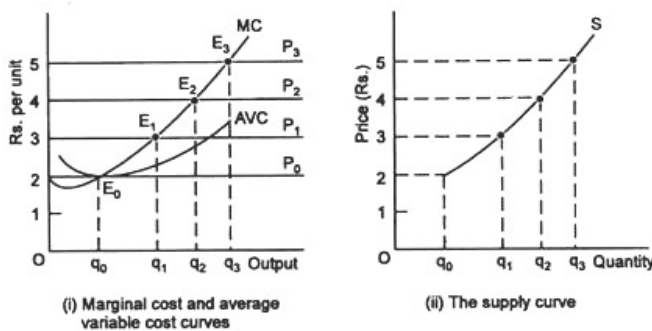 MC
E₃
P₃
5
E₂
P₂
4
AVC
E₁
P₁
3
P₀
2
E₀
1
Rs. per unit
O q₀ q₁ q₂ q₃ Output
(i) Marginal cost and average
variable cost curves
S
5
4
3
2
1
Price (Rs.)
O q₀ q₁ q₂ q₃ Quantity
(ii) The supply curve